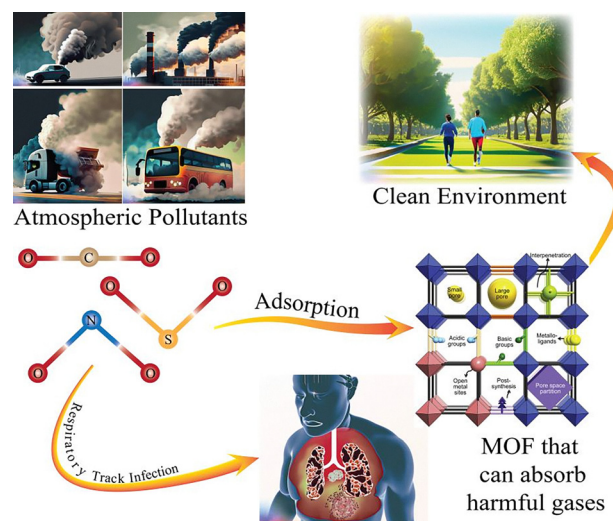 Atmospheric Pollutants
Clean Environment
O C O
O O
S
N
O O
Adsorption
Respiratory Track Infection
Interpenetration
Small
pore
Large
pore
Acidic
groups
Basic
groups
Metallo-
ligands
Open
metal
sites
Post-
synthesis
Pore space
partition
MOF that
can absorb
harmful gases